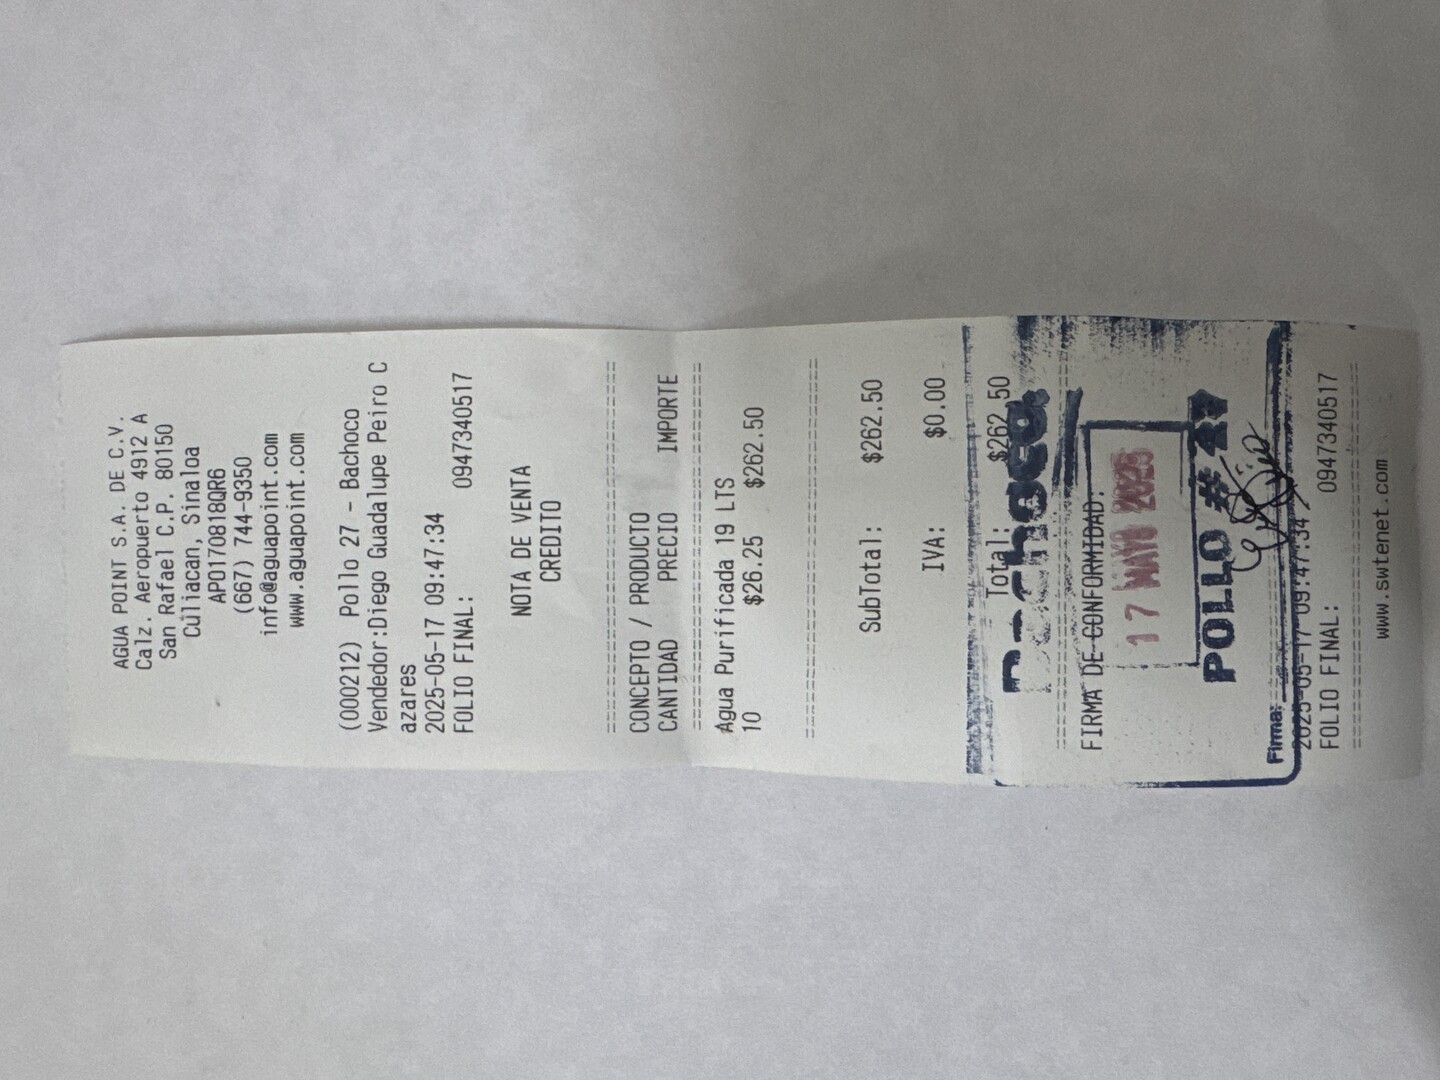 AGUA POINT S.A. DE C.V.
Calz. Aeropuerto 4912 A
San Rafael C.P. 80150
Culiacan, Sinaloa
APO170818QR6
(667) 744-9350
info@aguapoint.com
www.aguapoint.com
(000212) Pollo 27 - Bachoco
Vendedor:Diego Guadalupe Peiro C
azares
2025-05-17 09:47:34
FOLIO FINAL: 0947340517
NOTA DE VENTA
CREDITO
CONCEPTO / PRODUCTO
CANTIDAD PRECIO IMPORTE
Agua Purificada 19 LTS
10 $26.25 $262.50
SubTotal: $262.50
IVA: $0.00
Total: $262.50
Bachoco
FIRMA DE CONFORMIDAD:
17 MAYO 2025
POLLO # 27
Firma:
2025-05-17 09:47:34
FOLIO FINAL: 0947340517
www.swtenet.com